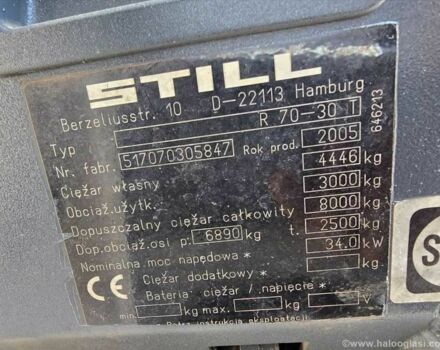 STILL
Berzeliusstr. 10 D-22113 Hamburg
Typ R 70-30 T
Nr. fabr. 517070305847 Rok prod. 2005
Ciężar własny 4446 kg
Obciąż.użytk. 3000 kg
Dopuszczalny ciężar całkowity 8000 kg
Dop.obciąż.osi p: 6890 kg t. 2500 kg
Nominalna moc napędowa * 34.0 kW
Ciężar dodatkowy *
Bateria ciężar / napięcie *
min. kg max. kg V
instrukcja eksploatacji
646213
CE
S
www.halooglasi.com